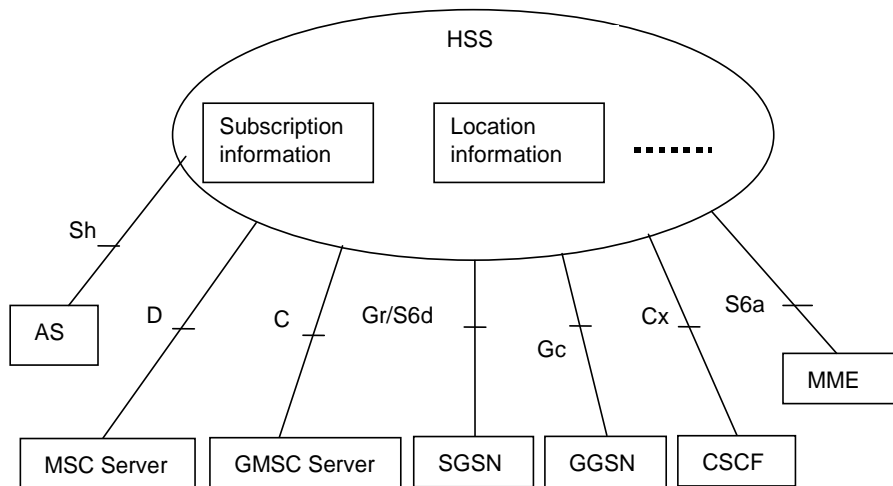 HSS
Subscription
information
Location
information
Sh
AS
D
C
Gr/S6d
Gc
Cx
S6a
MME
MSC Server
GMSC Server
SGSN
GGSN
CSCF